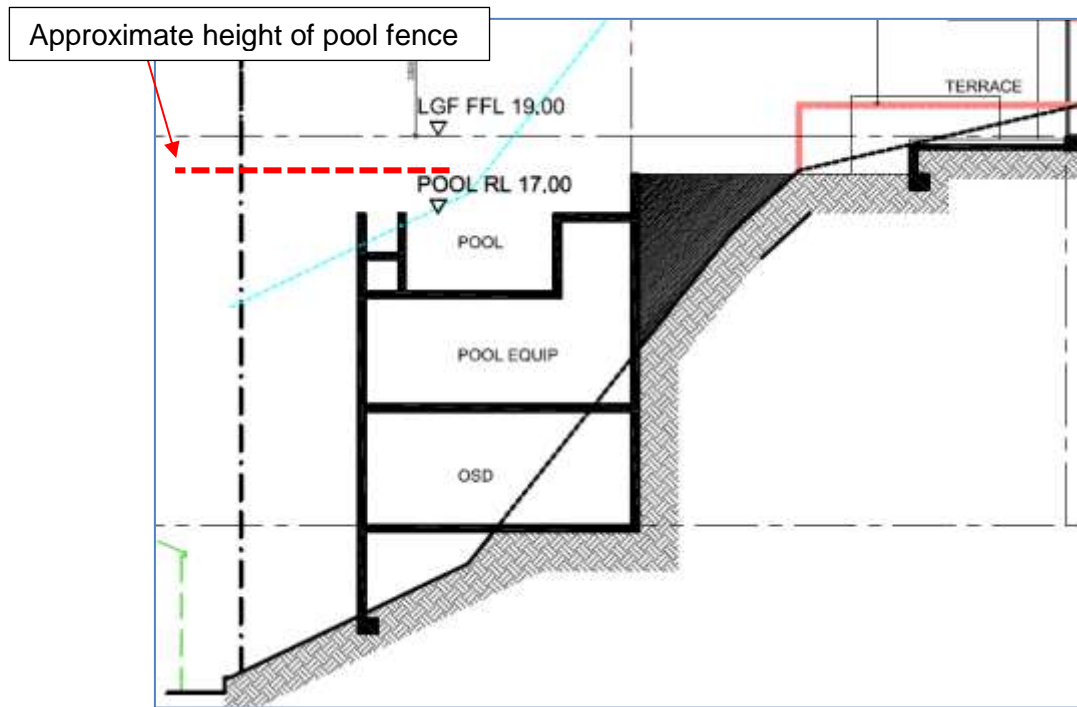 Approximate height of pool fence
LGF FFL 19.00
TERRACE
POOL RL 17.00
POOL
POOL EQUIP
OSD